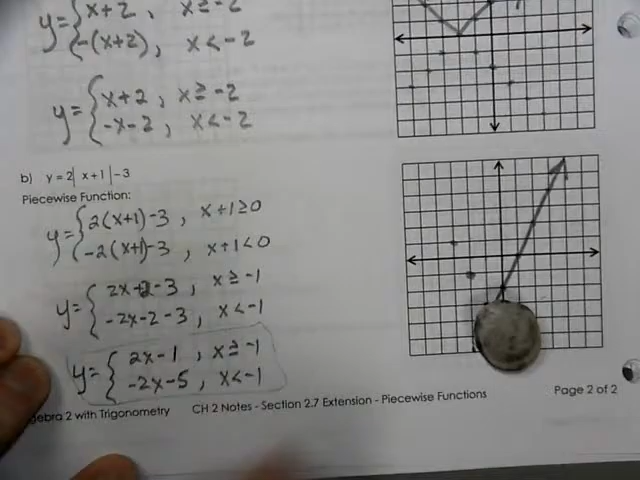 y={ x+2 , x≥-2
-(x+2) , x<-2
y={ x+2 , x≥-2
-x-2 , x<-2
b) y = 2| x + 1 | – 3
Piecewise Function:
y={ 2(x+1)-3 , x+1≥0
-2(x+1)-3 , x+1<0
y={ 2x+2-3 , x≥-1
-2x-2-3 , x<-1
y={ 2x-1 , x≥-1
-2x-5 , x<-1
gebra 2 with Trigonometry CH 2 Notes - Section 2.7 Extension - Piecewise Functions Page 2 of 2